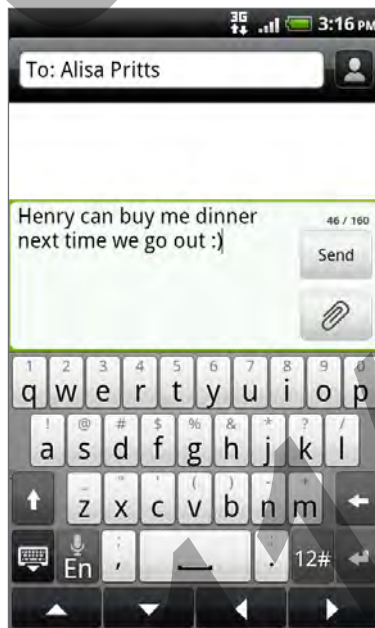 3G 3:16 PM
To: Alisa Pritts
Henry can buy me dinner
next time we go out :)
46 / 160
Send
1 2 3 4 5 6 7 8 9 0
q w e r t y u i o p
! @ # $ % & * ? /
a s d f g h j k l
_ " ' ( ) - +
z x c v b n m
En , . 12#